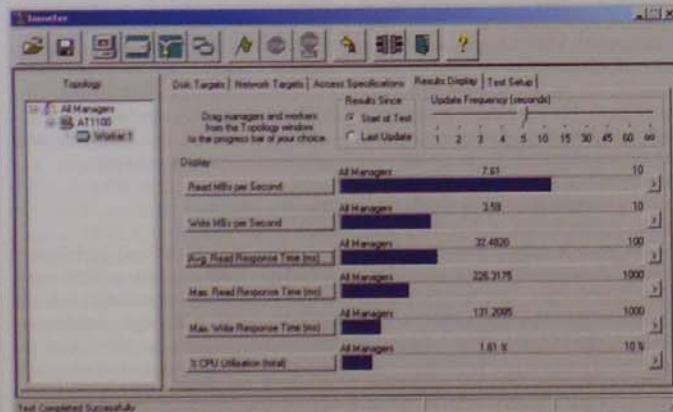 Iometer
Topology
All Managers
AT1100
Worker 1
Disk Targets Network Targets Access Specifications Results Display Test Setup
Drag managers and workers
from the Topology window
to the progress bar of your choice.
Results Since
Start of Test
Last Update
Update Frequency (seconds)
1 2 3 4 5 10 15 30 45 60 oo
Display
All Managers 7.61 10
Read MBs per Second
All Managers 3.59 10
Write MBs per Second
All Managers 32.4820 100
Avg. Read Response Time (ms)
All Managers 226.3175 1000
Max. Read Response Time (ms)
All Managers 131.2095 1000
Max. Write Response Time (ms)
All Managers 1.61 % 10 %
% CPU Utilisation (total)
Test Completed Successfully